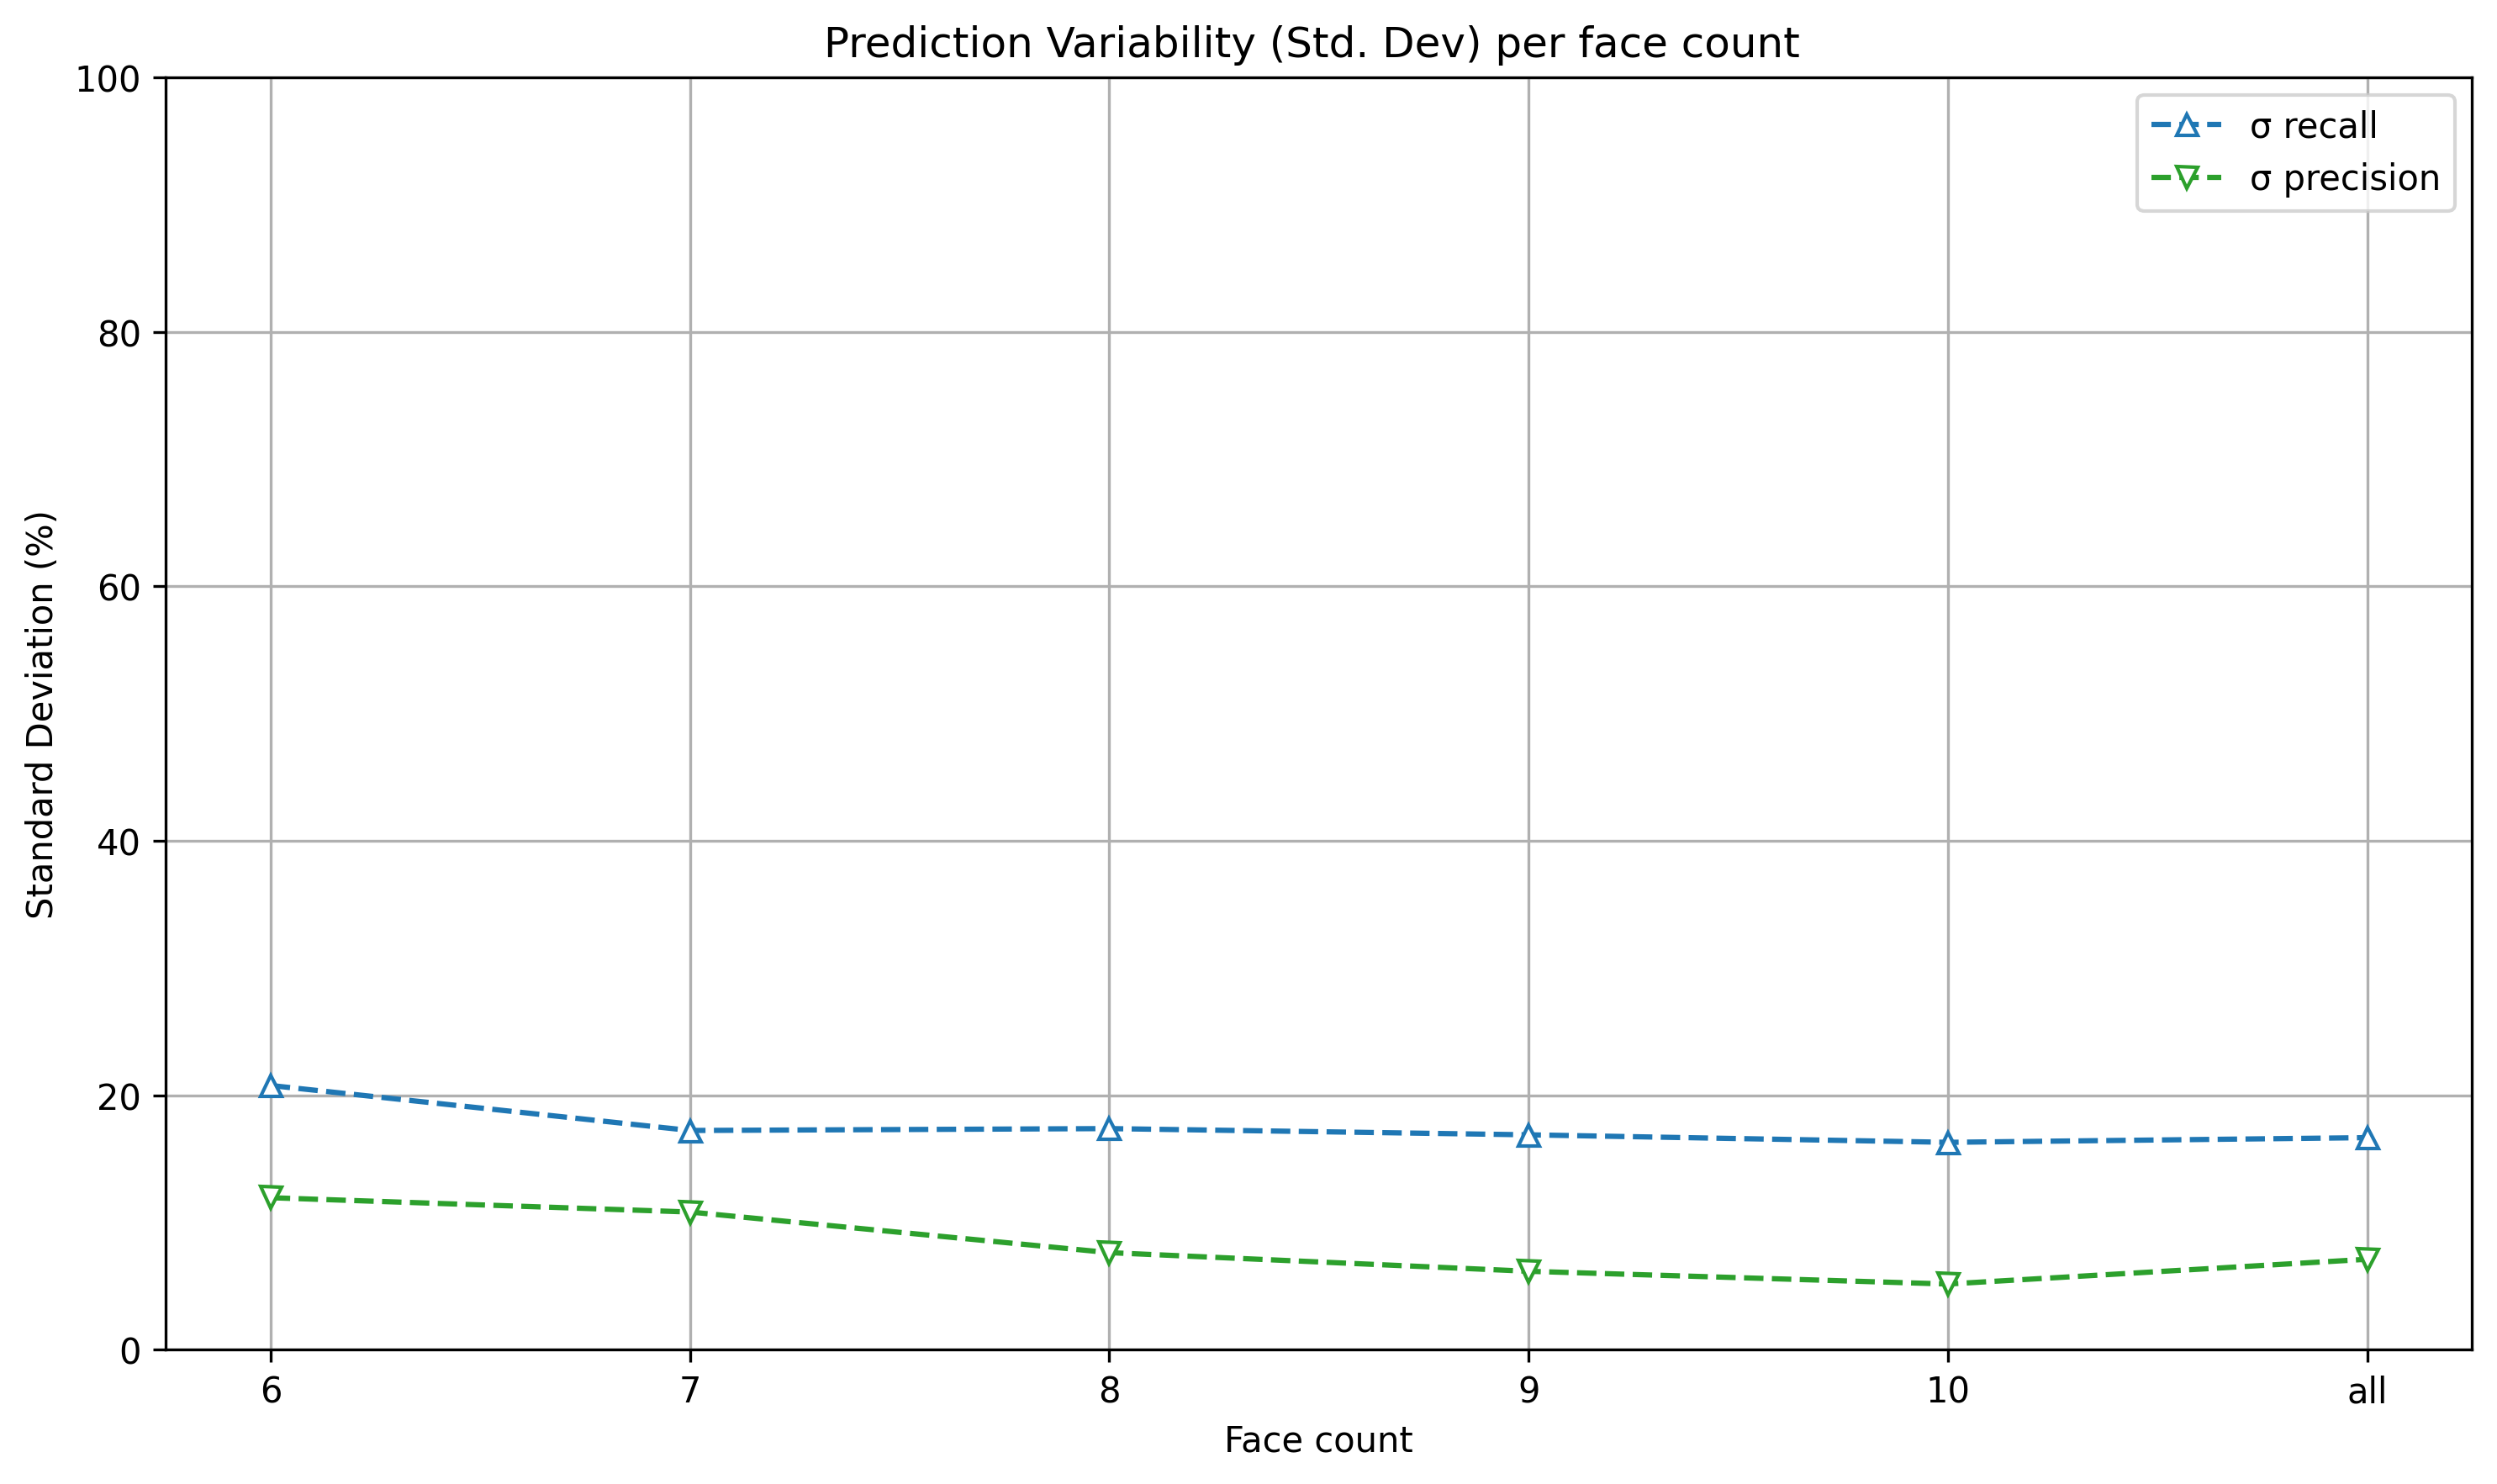 Prediction Variability (Std. Dev) per face count
100
80
60
40
20
0
Standard Deviation (%)
σ recall
σ precision
6 7 8 9 10 all
Face count